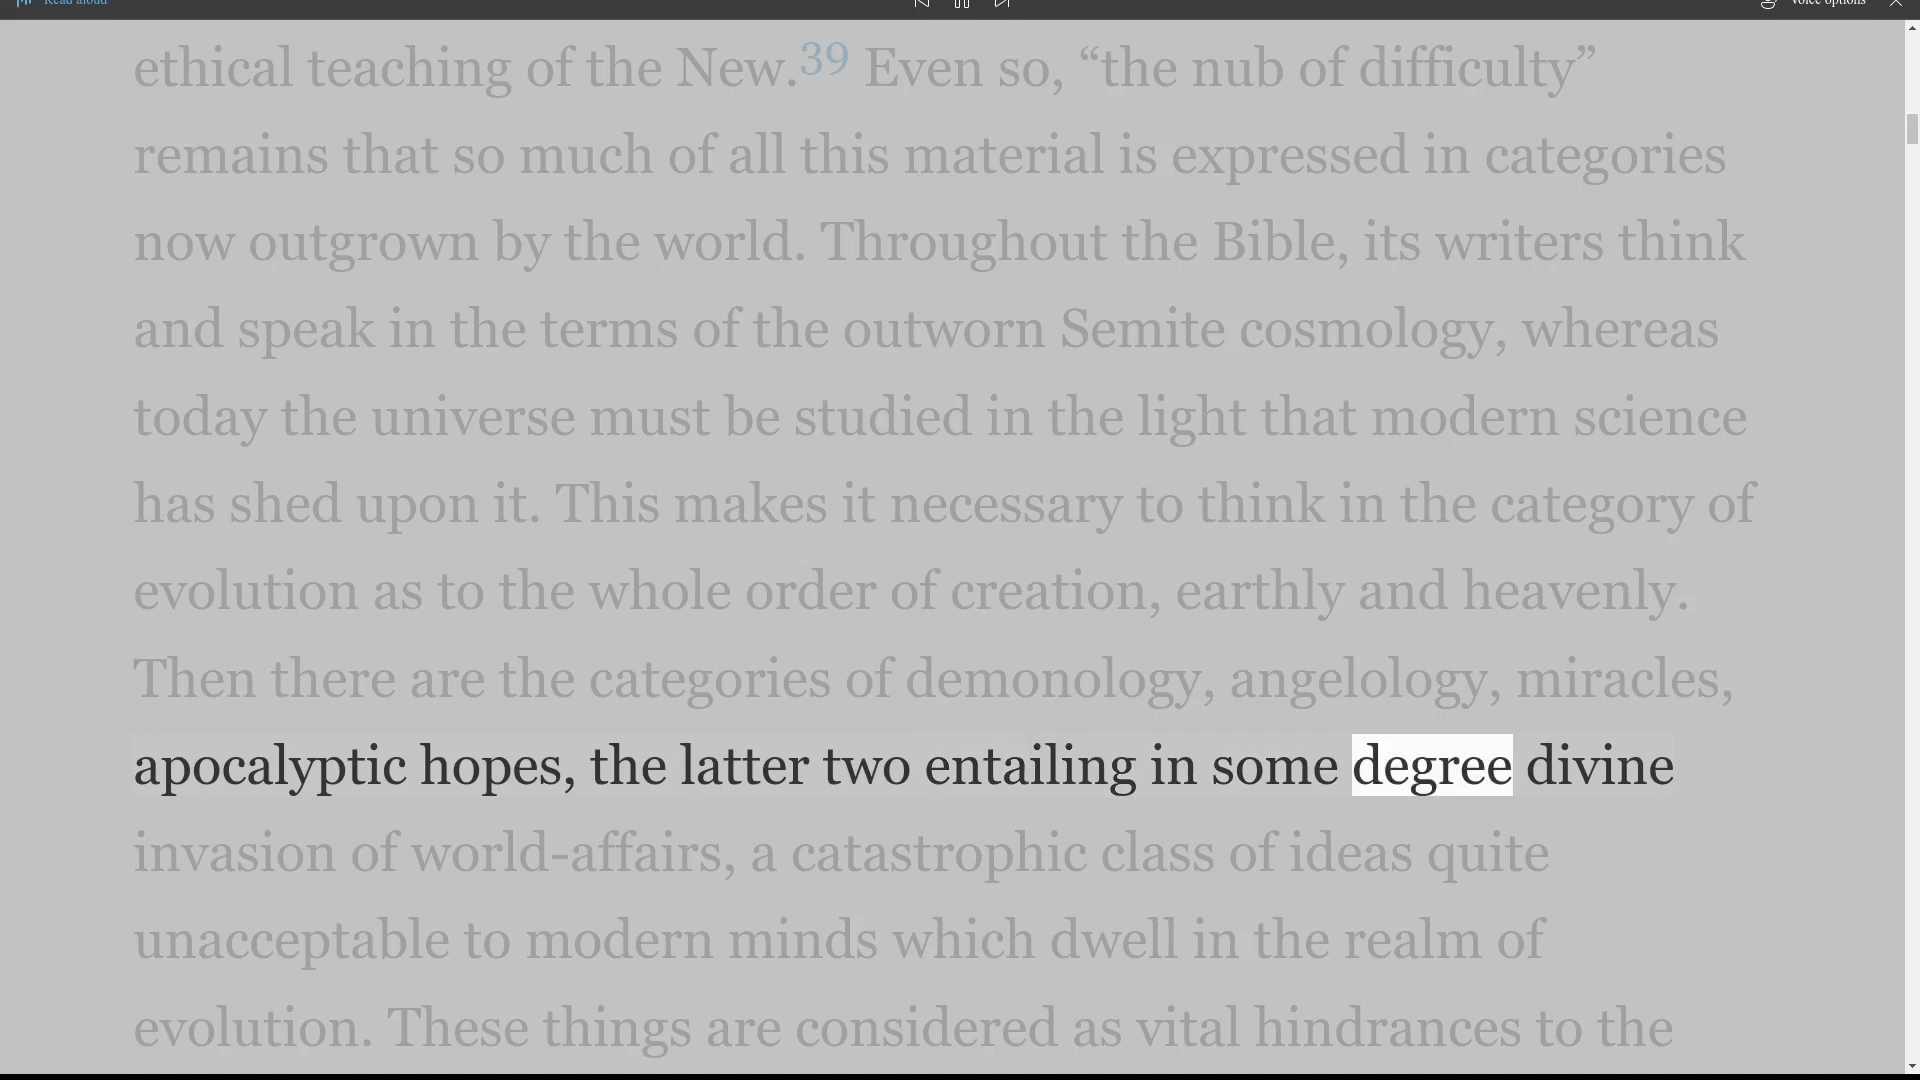 Read aloud
Voice options
ethical teaching of the New.39 Even so, “the nub of difficulty”
remains that so much of all this material is expressed in categories
now outgrown by the world. Throughout the Bible, its writers think
and speak in the terms of the outworn Semite cosmology, whereas
today the universe must be studied in the light that modern science
has shed upon it. This makes it necessary to think in the category of
evolution as to the whole order of creation, earthly and heavenly.
Then there are the categories of demonology, angelology, miracles,
apocalyptic hopes, the latter two entailing in some degree divine
invasion of world-affairs, a catastrophic class of ideas quite
unacceptable to modern minds which dwell in the realm of
evolution. These things are considered as vital hindrances to the